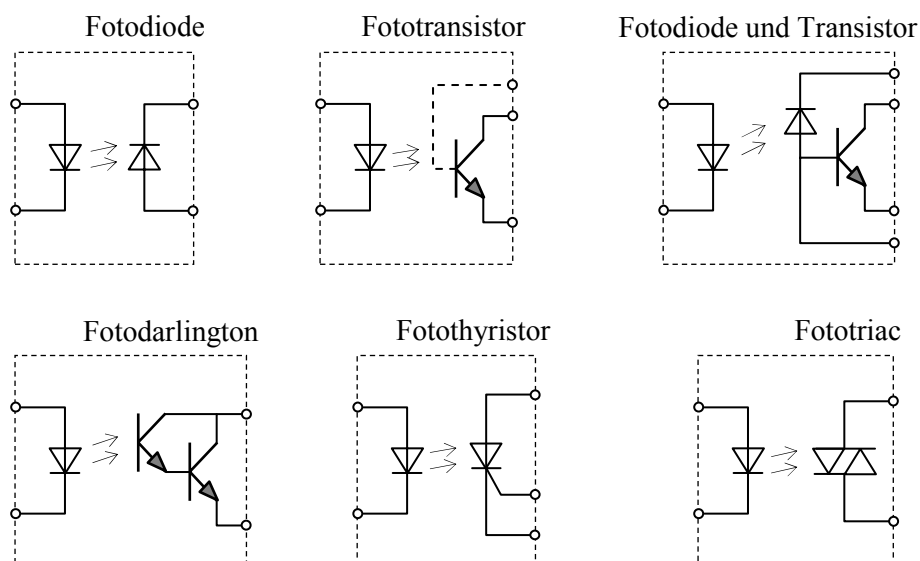 Fotodiode
Fototransistor
Fotodiode und Transistor
Fotodarlington
Fotothyristor
Fototriac